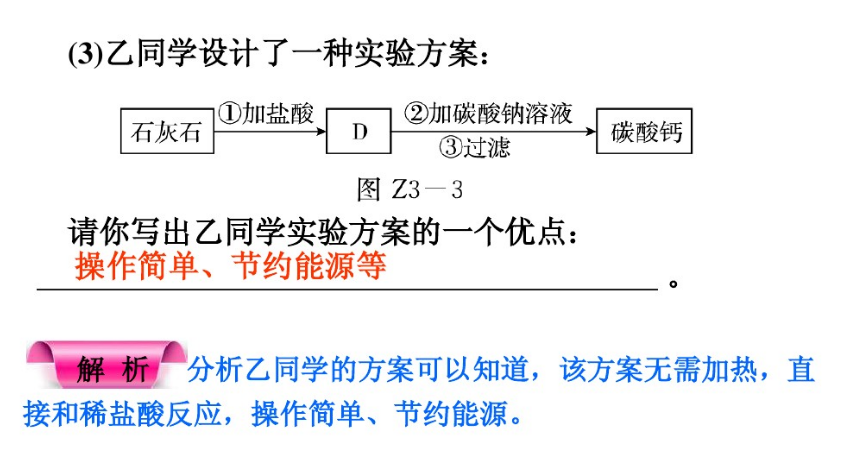 (3)乙同学设计了一种实验方案：
石灰石 ①加盐酸 D ②加碳酸钠溶液 ③过滤 碳酸钙
图 Z3－3
请你写出乙同学实验方案的一个优点：
操作简单、节约能源等
。
解 析 分析乙同学的方案可以知道，该方案无需加热，直
接和稀盐酸反应，操作简单、节约能源。